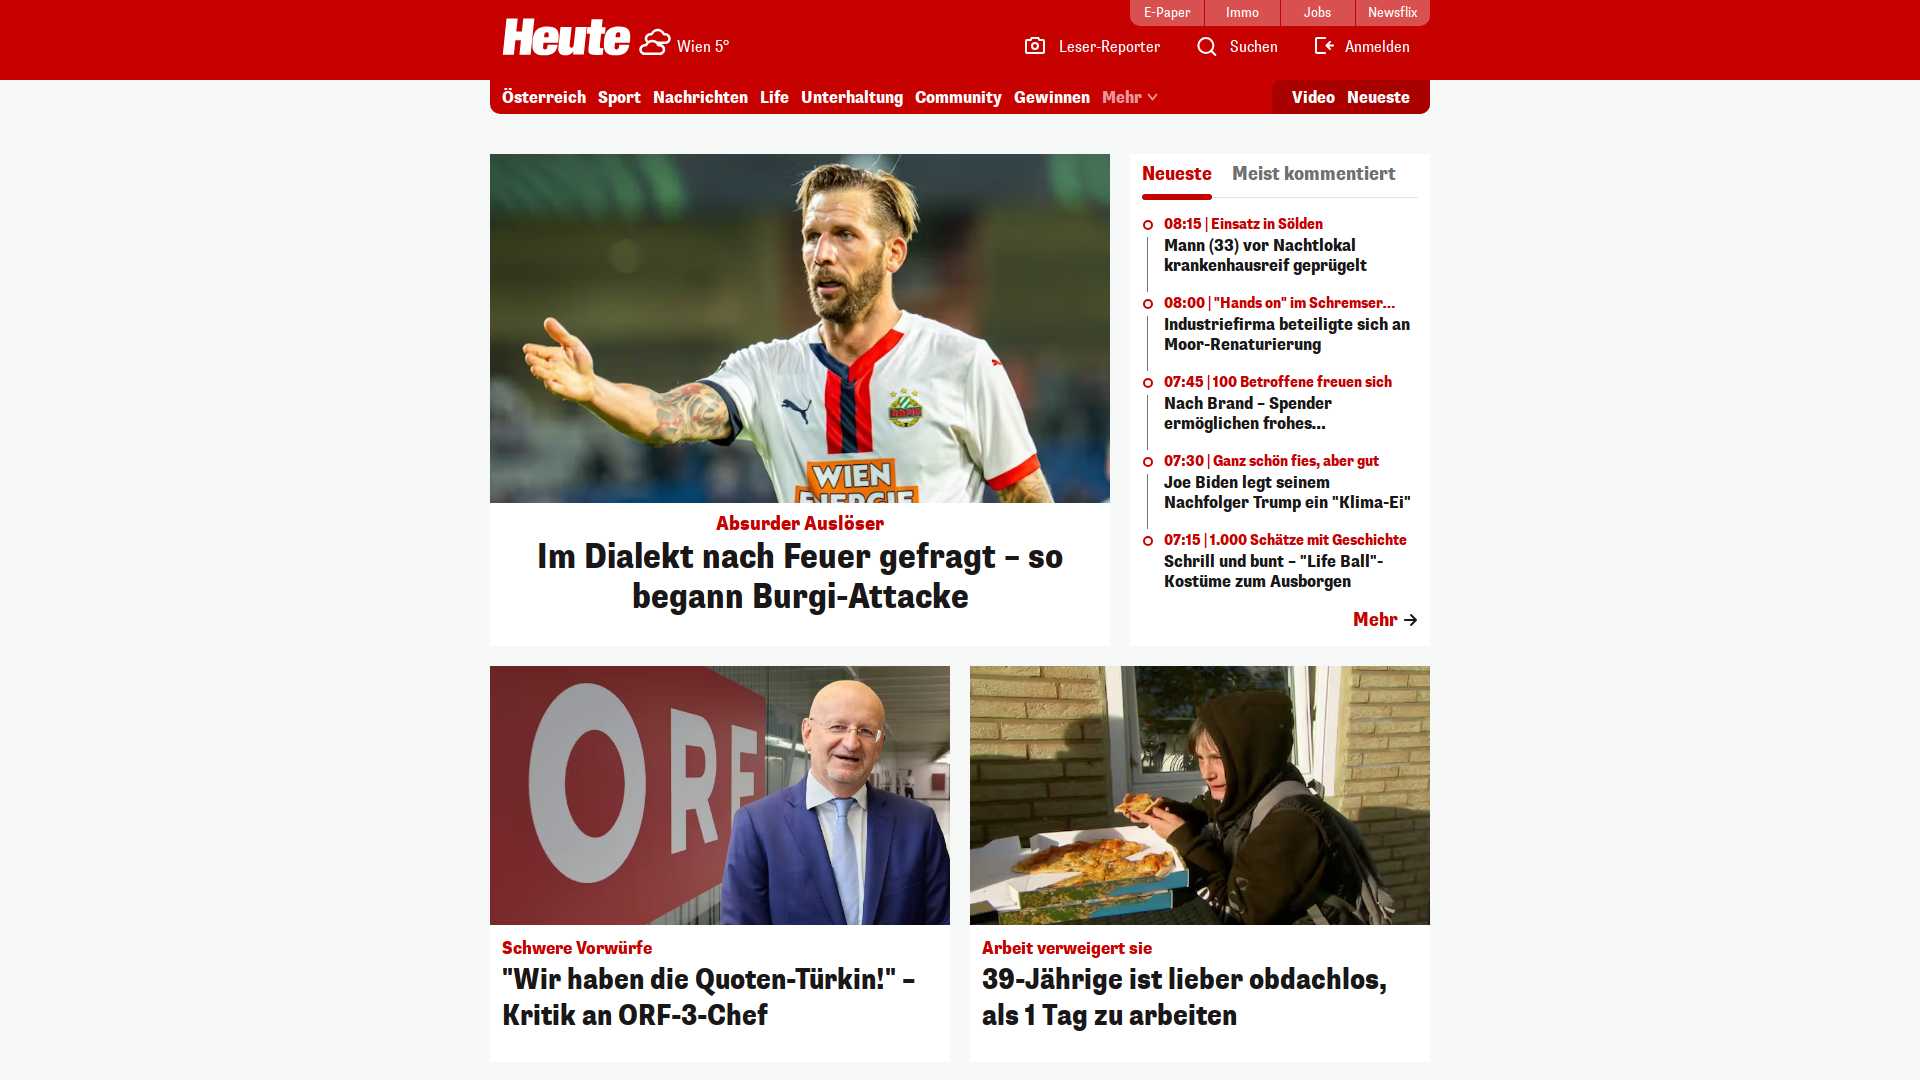 E-Paper
Immo
Jobs
Newsflix
Heute
Wien 5°
Leser-Reporter
Suchen
Anmelden
Österreich
Sport
Nachrichten
Life
Unterhaltung
Community
Gewinnen
Mehr
Video
Neueste
WIEN
ENERGIE
Absurder Auslöser
Im Dialekt nach Feuer gefragt – so
begann Burgi-Attacke
Neueste
Meist kommentiert
08:15 | Einsatz in Sölden
Mann (33) vor Nachtlokal
krankenhausreif geprügelt
08:00 | "Hands on" im Schremser...
Industriefirma beteiligte sich an
Moor-Renaturierung
07:45 | 100 Betroffene freuen sich
Nach Brand – Spender
ermöglichen frohes...
07:30 | Ganz schön fies, aber gut
Joe Biden legt seinem
Nachfolger Trump ein "Klima-Ei"
07:15 | 1.000 Schätze mit Geschichte
Schrill und bunt – "Life Ball"-
Kostüme zum Ausborgen
Mehr
ORF
Schwere Vorwürfe
"Wir haben die Quoten-Türkin!" –
Kritik an ORF-3-Chef
Arbeit verweigert sie
39-Jährige ist lieber obdachlos,
als 1 Tag zu arbeiten